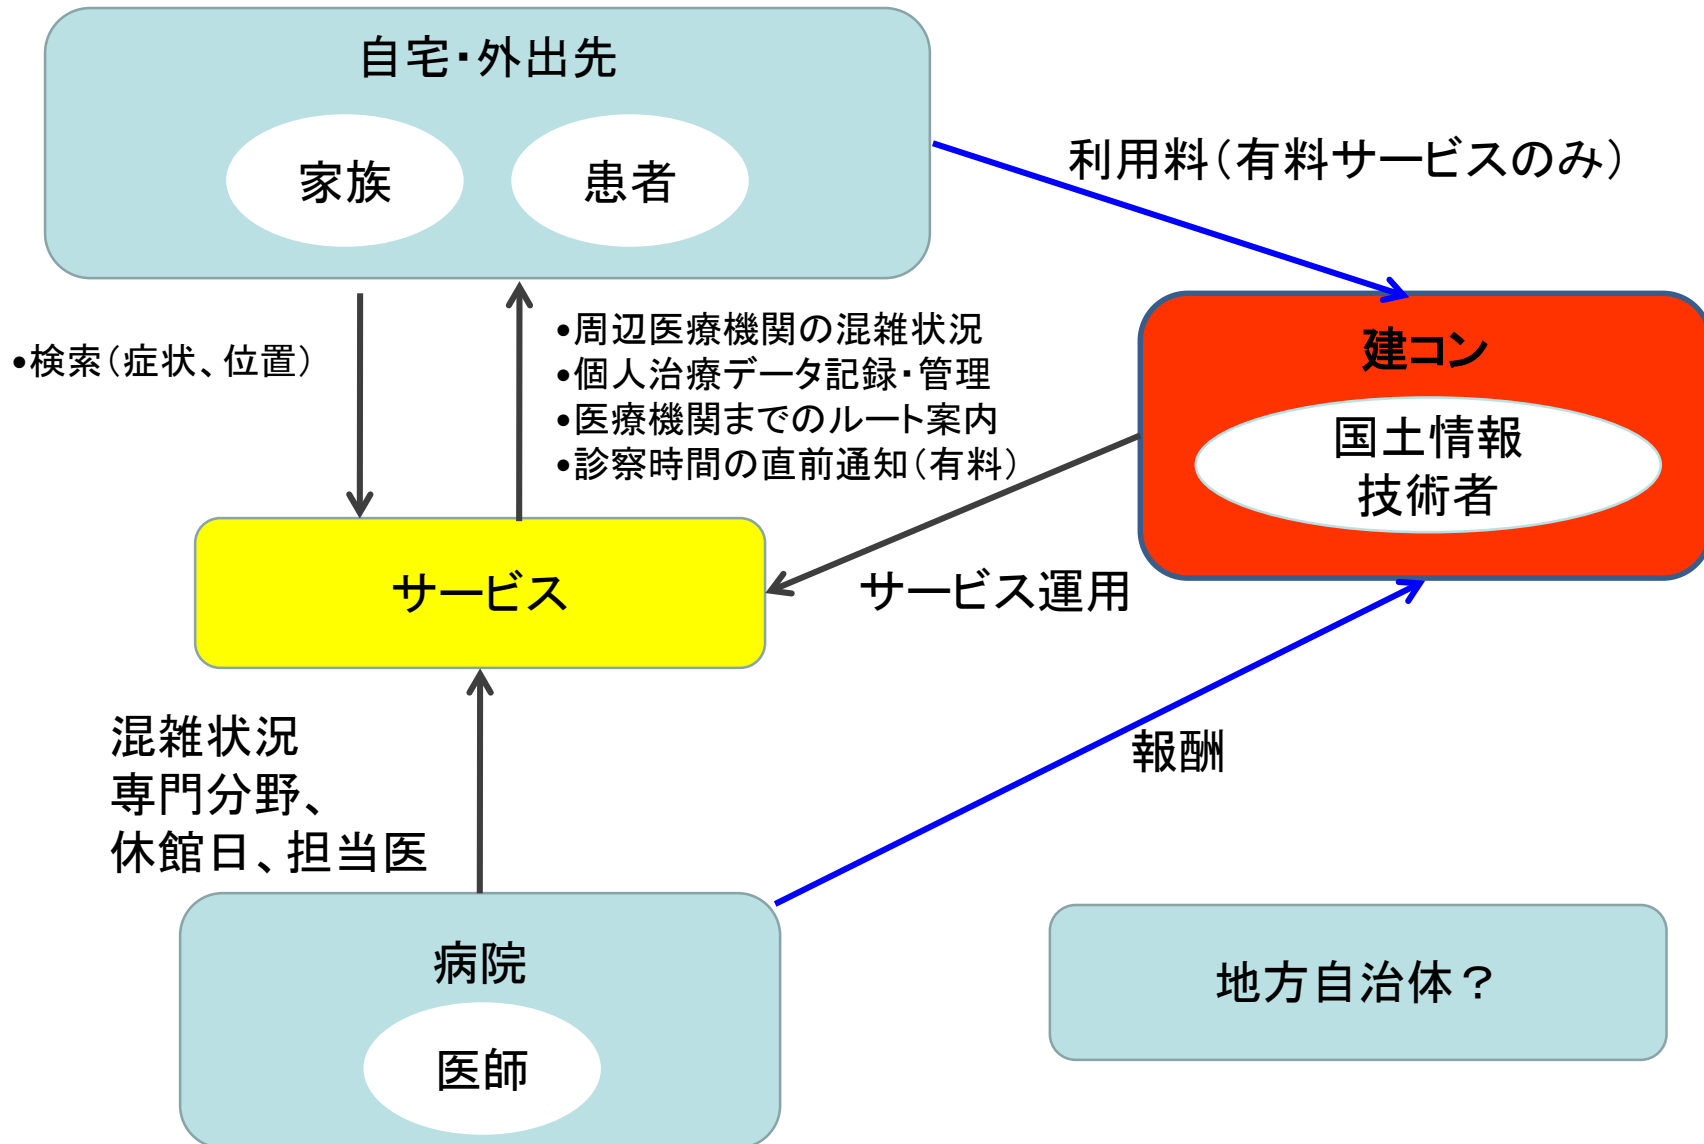 自宅・外出先
家族
患者
利用料（有料サービスのみ）
•検索（症状、位置）
•周辺医療機関の混雑状況
•個人治療データ記録・管理
•医療機関までのルート案内
•診察時間の直前通知（有料）
建コン
国土情報
技術者
サービス
サービス運用
混雑状況
専門分野、
休館日、担当医
報酬
病院
医師
地方自治体？